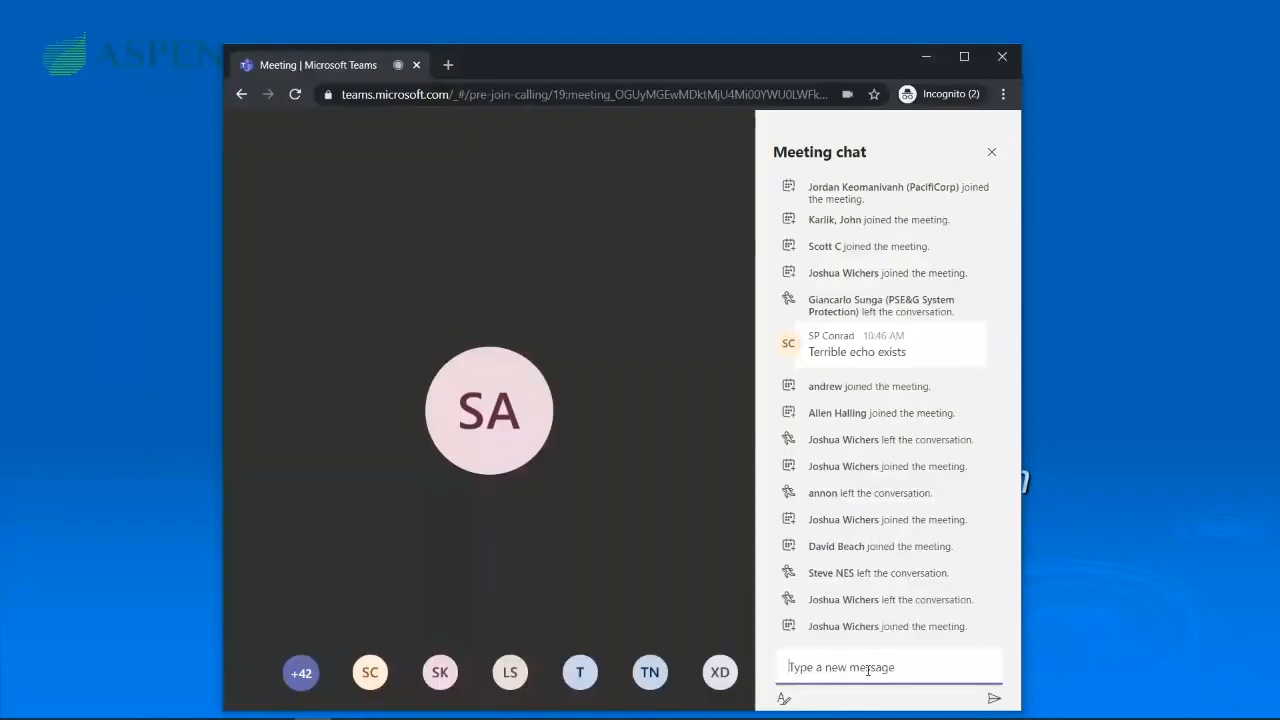 ASPEN
Meeting | Microsoft Teams
teams.microsoft.com/_#/pre-join-calling/19:meeting_OGUyMGEwMDktMjU4Mi00YWU0LWFk...
Incognito (2)
Meeting chat
Jordan Keomanivanh (PacifiCorp) joined
the meeting.
Karlik, John joined the meeting.
Scott C joined the meeting.
Joshua Wichers joined the meeting.
Giancarlo Sunga (PSE&G System
Protection) left the conversation.
SC
SP Conrad 10:46 AM
Terrible echo exists
andrew joined the meeting.
Allen Halling joined the meeting.
Joshua Wichers left the conversation.
Joshua Wichers joined the meeting.
annon left the conversation.
Joshua Wichers joined the meeting.
David Beach joined the meeting.
Steve NES left the conversation.
Joshua Wichers left the conversation.
Joshua Wichers joined the meeting.
Type a new message
SA
+42 SC SK LS T TN XD